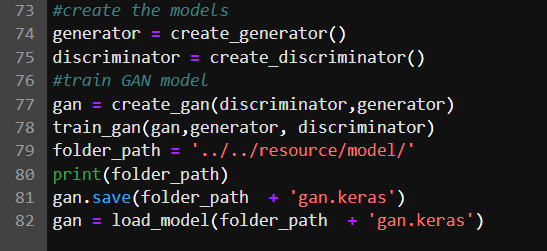 73 #create the models
74 generator = create_generator()
75 discriminator = create_discriminator()
76 #train GAN model
77 gan = create_gan(discriminator,generator)
78 train_gan(gan,generator, discriminator)
79 folder_path = '../../resource/model/'
80 print(folder_path)
81 gan.save(folder_path  + 'gan.keras')
82 gan = load_model(folder_path  + 'gan.keras')